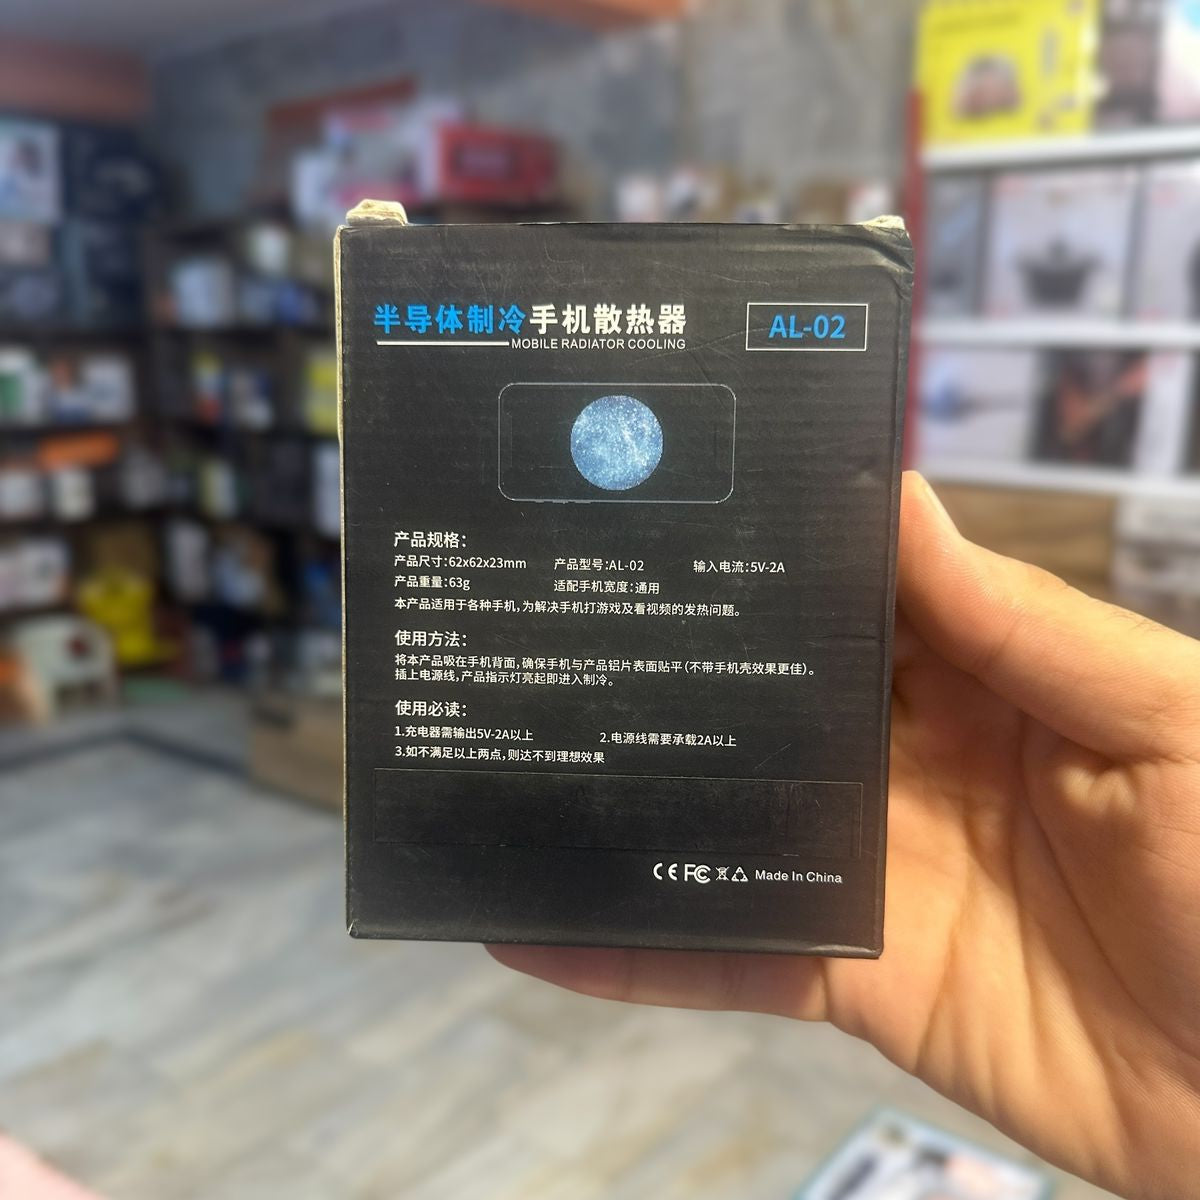 半导体制冷手机散热器
MOBILE RADIATOR COOLING
AL-02
产品规格：
产品尺寸：62x62x23mm 产品型号：AL-02 输入电流：5V-2A
产品重量：63g 适配手机宽度：通用
本产品适用于各种手机，为解决手机打游戏及看视频的发热问题。
使用方法：
将本产品吸在手机背面，确保手机与产品铝片表面贴平（不带手机壳效果更佳）。
插上电源线，产品指示灯亮起即进入制冷。
使用必读：
1.充电器需输出5V-2A以上 2.电源线需要承载2A以上
3.如不满足以上两点，则达不到理想效果
CE FC Made In China